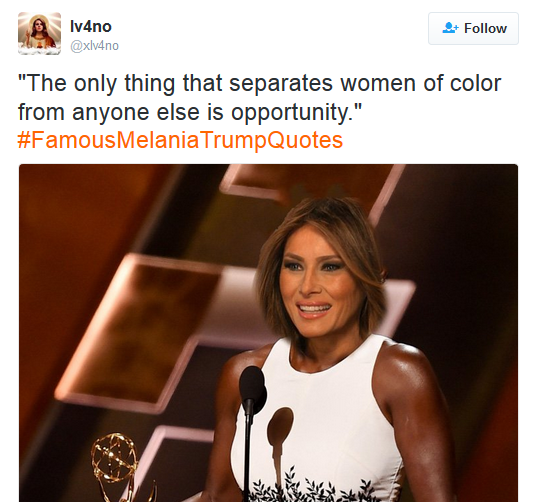 lv4no
@xlv4no
Follow
"The only thing that separates women of color
from anyone else is opportunity."
#FamousMelaniaTrumpQuotes